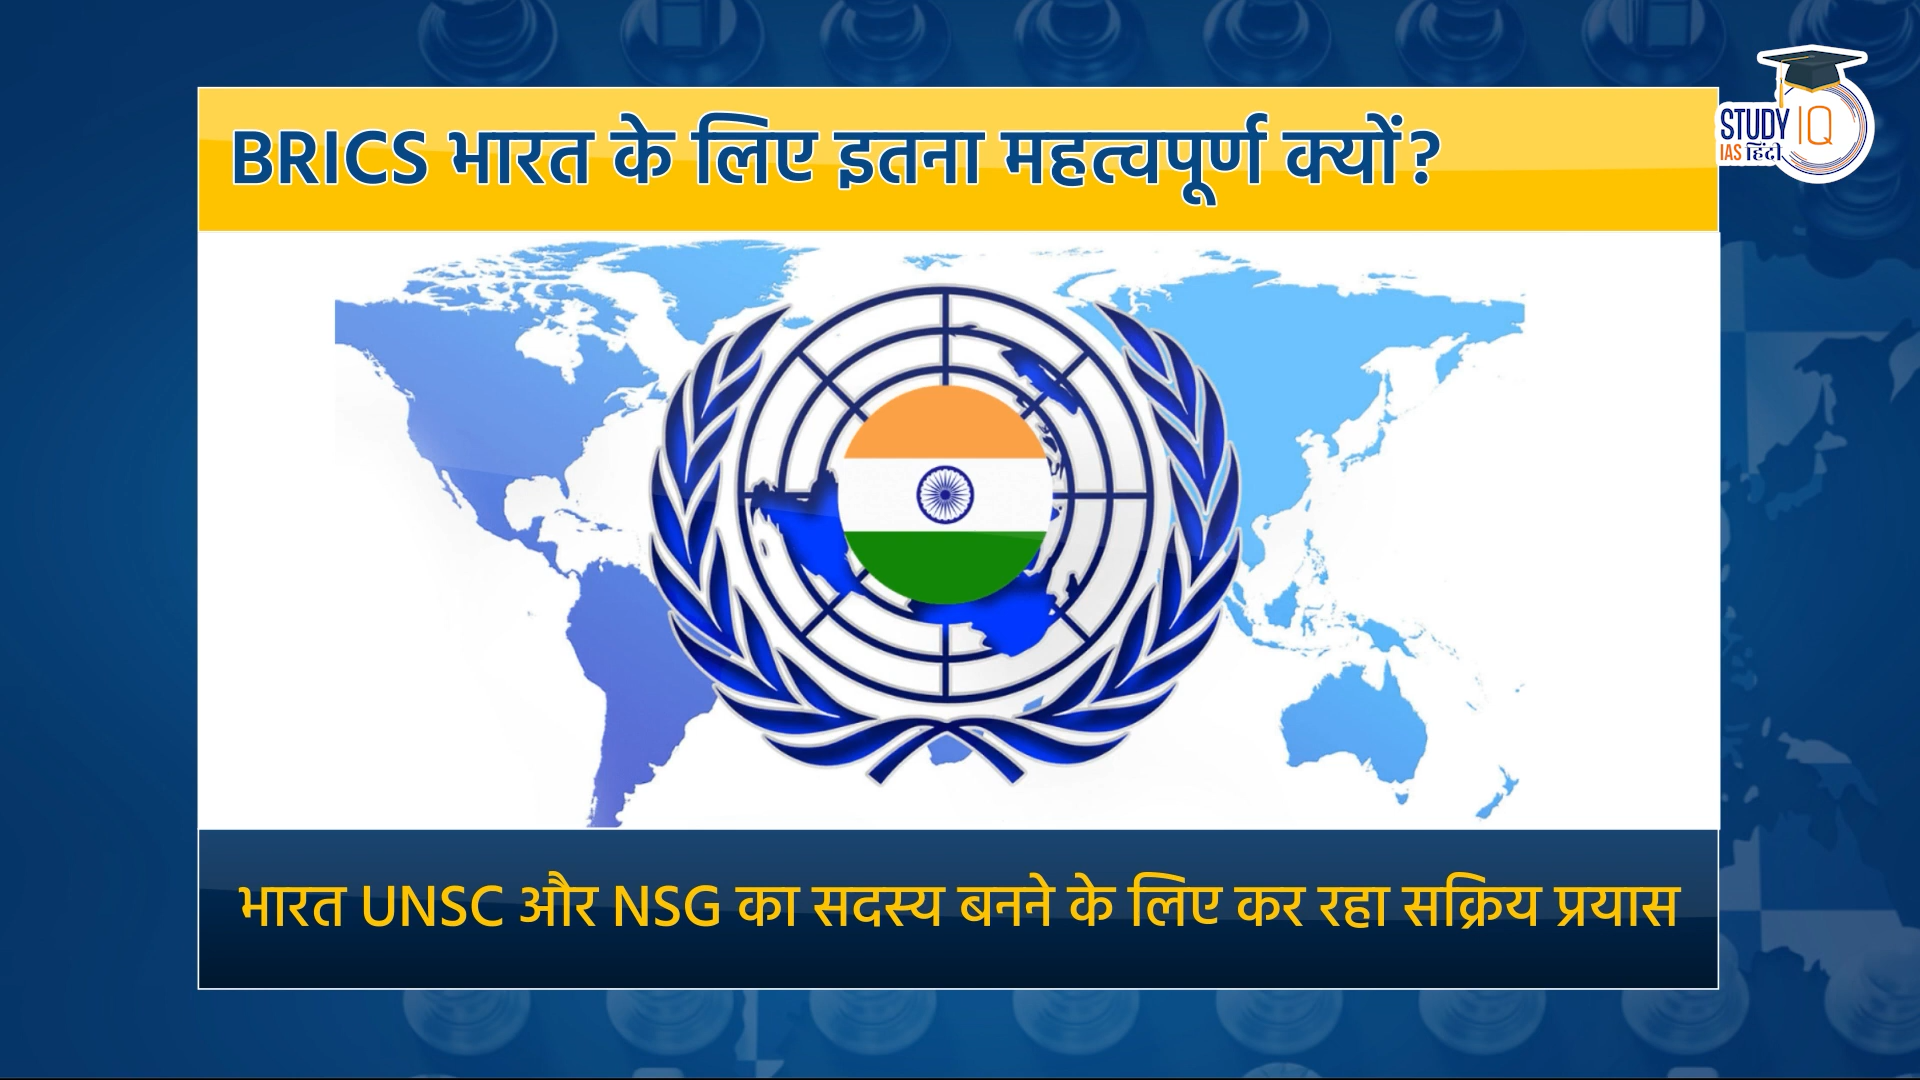 BRICS भारत के लिए इतना महत्वपूर्ण क्यों?
STUDY IQ
IAS हिंदी
भारत UNSC और NSG का सदस्य बनने के लिए कर रहा सक्रिय प्रयास